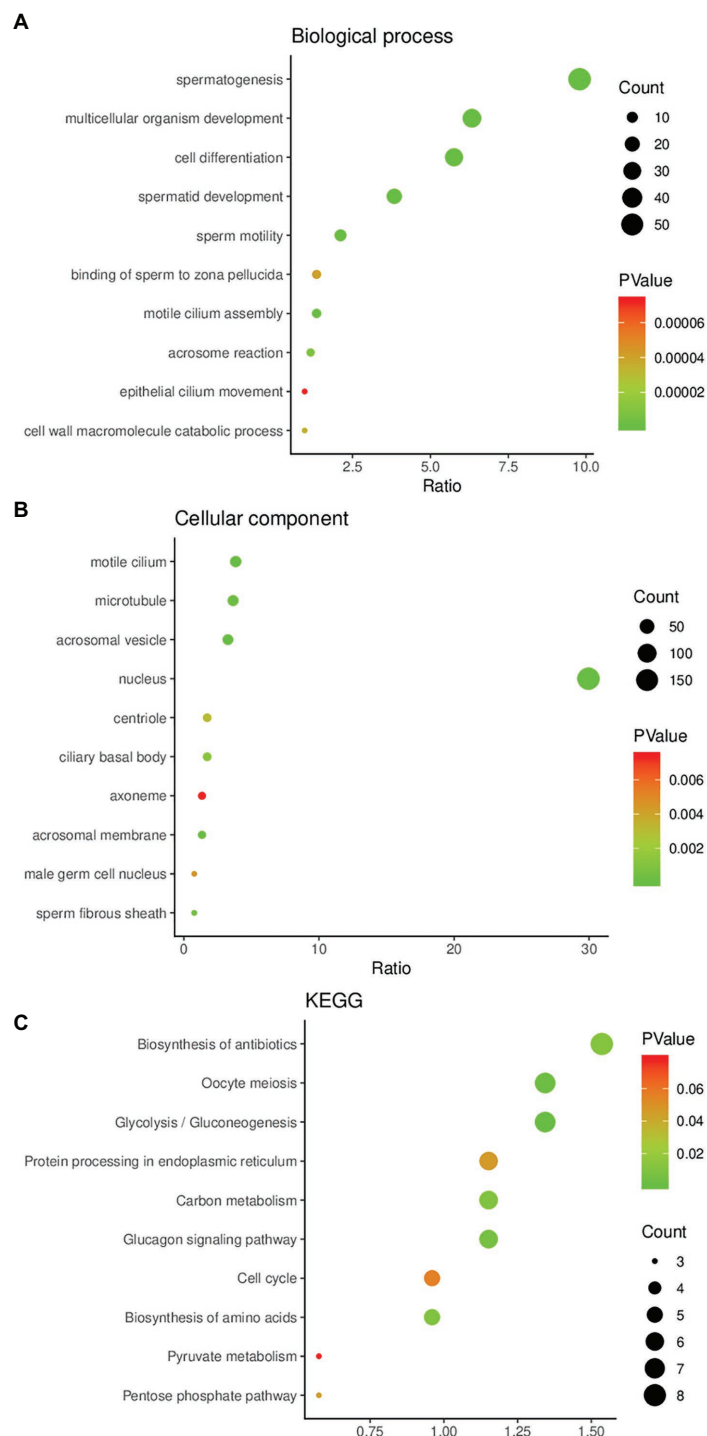 A
Biological process
spermatogenesis
multicellular organism development
cell differentiation
spermatid development
sperm motility
binding of sperm to zona pellucida
motile cilium assembly
acrosome reaction
epithelial cilium movement
cell wall macromolecule catabolic process
2.5 5.0 7.5 10.0
Ratio
Count
10
20
30
40
50
PValue
0.00006
0.00004
0.00002
B
Cellular component
motile cilium
microtubule
acrosomal vesicle
nucleus
centriole
ciliary basal body
axoneme
acrosomal membrane
male germ cell nucleus
sperm fibrous sheath
0 10 20 30
Ratio
Count
50
100
150
PValue
0.006
0.004
0.002
C
KEGG
Biosynthesis of antibiotics
Oocyte meiosis
Glycolysis / Gluconeogenesis
Protein processing in endoplasmic reticulum
Carbon metabolism
Glucagon signaling pathway
Cell cycle
Biosynthesis of amino acids
Pyruvate metabolism
Pentose phosphate pathway
0.75 1.00 1.25 1.50
PValue
0.06
0.04
0.02
Count
3
4
5
6
7
8